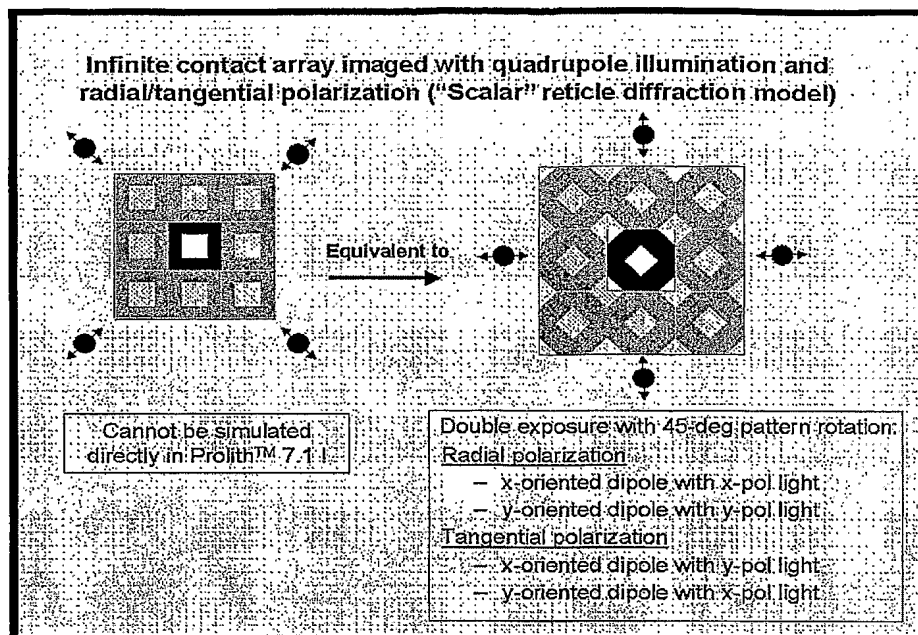 Infinite contact array imaged with quadrupole illumination and
radial/tangential polarization ("Scalar" reticle diffraction model)
Equivalent to
Cannot be simulated
directly in Prolith™ 7.1 I
Double exposure with 45-deg pattern rotation:
Radial polarization
– x-oriented dipole with x-pol light
– y-oriented dipole with y-pol light
Tangential polarization
– x-oriented dipole with y-pol light
– y-oriented dipole with x-pol light